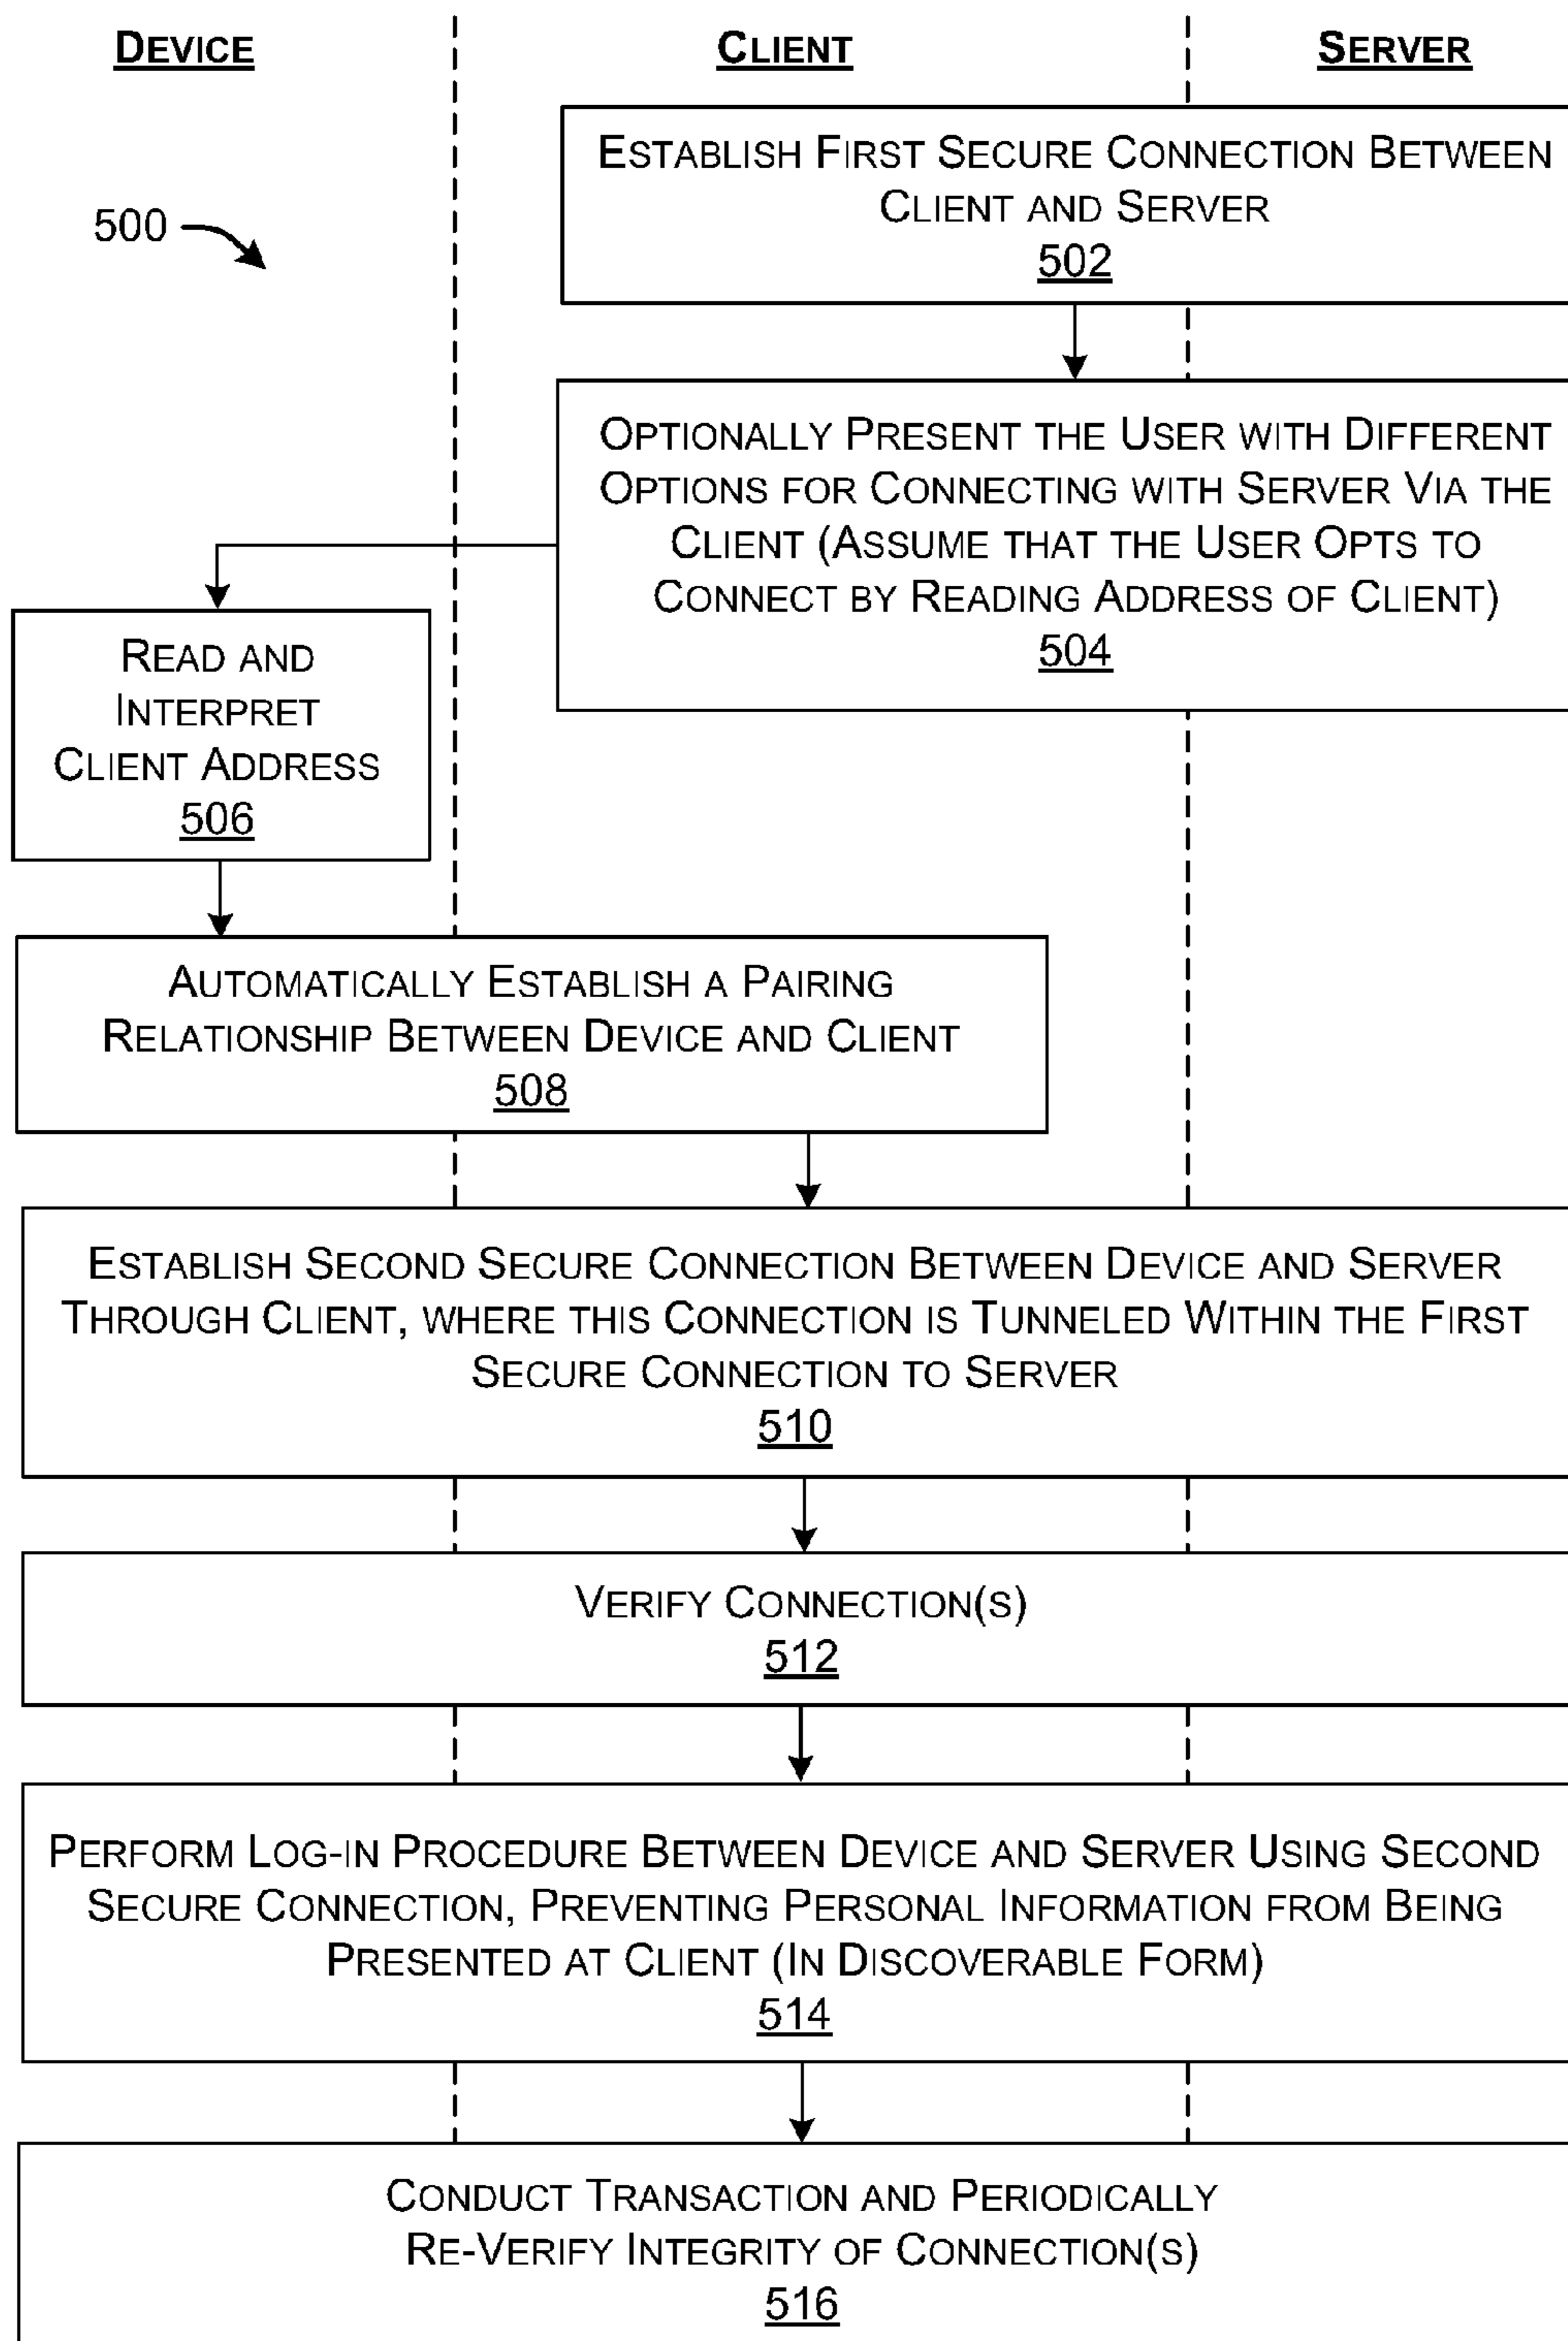 DEVICE
CLIENT
SERVER
500
ESTABLISH FIRST SECURE CONNECTION BETWEEN
CLIENT AND SERVER
502
OPTIONALLY PRESENT THE USER WITH DIFFERENT
OPTIONS FOR CONNECTING WITH SERVER VIA THE
CLIENT (ASSUME THAT THE USER OPTS TO
CONNECT BY READING ADDRESS OF CLIENT)
504
READ AND
INTERPRET
CLIENT ADDRESS
506
AUTOMATICALLY ESTABLISH A PAIRING
RELATIONSHIP BETWEEN DEVICE AND CLIENT
508
ESTABLISH SECOND SECURE CONNECTION BETWEEN DEVICE AND SERVER
THROUGH CLIENT, WHERE THIS CONNECTION IS TUNNELED WITHIN THE FIRST
SECURE CONNECTION TO SERVER
510
VERIFY CONNECTION(S)
512
PERFORM LOG-IN PROCEDURE BETWEEN DEVICE AND SERVER USING SECOND
SECURE CONNECTION, PREVENTING PERSONAL INFORMATION FROM BEING
PRESENTED AT CLIENT (IN DISCOVERABLE FORM)
514
CONDUCT TRANSACTION AND PERIODICALLY
RE-VERIFY INTEGRITY OF CONNECTION(S)
516